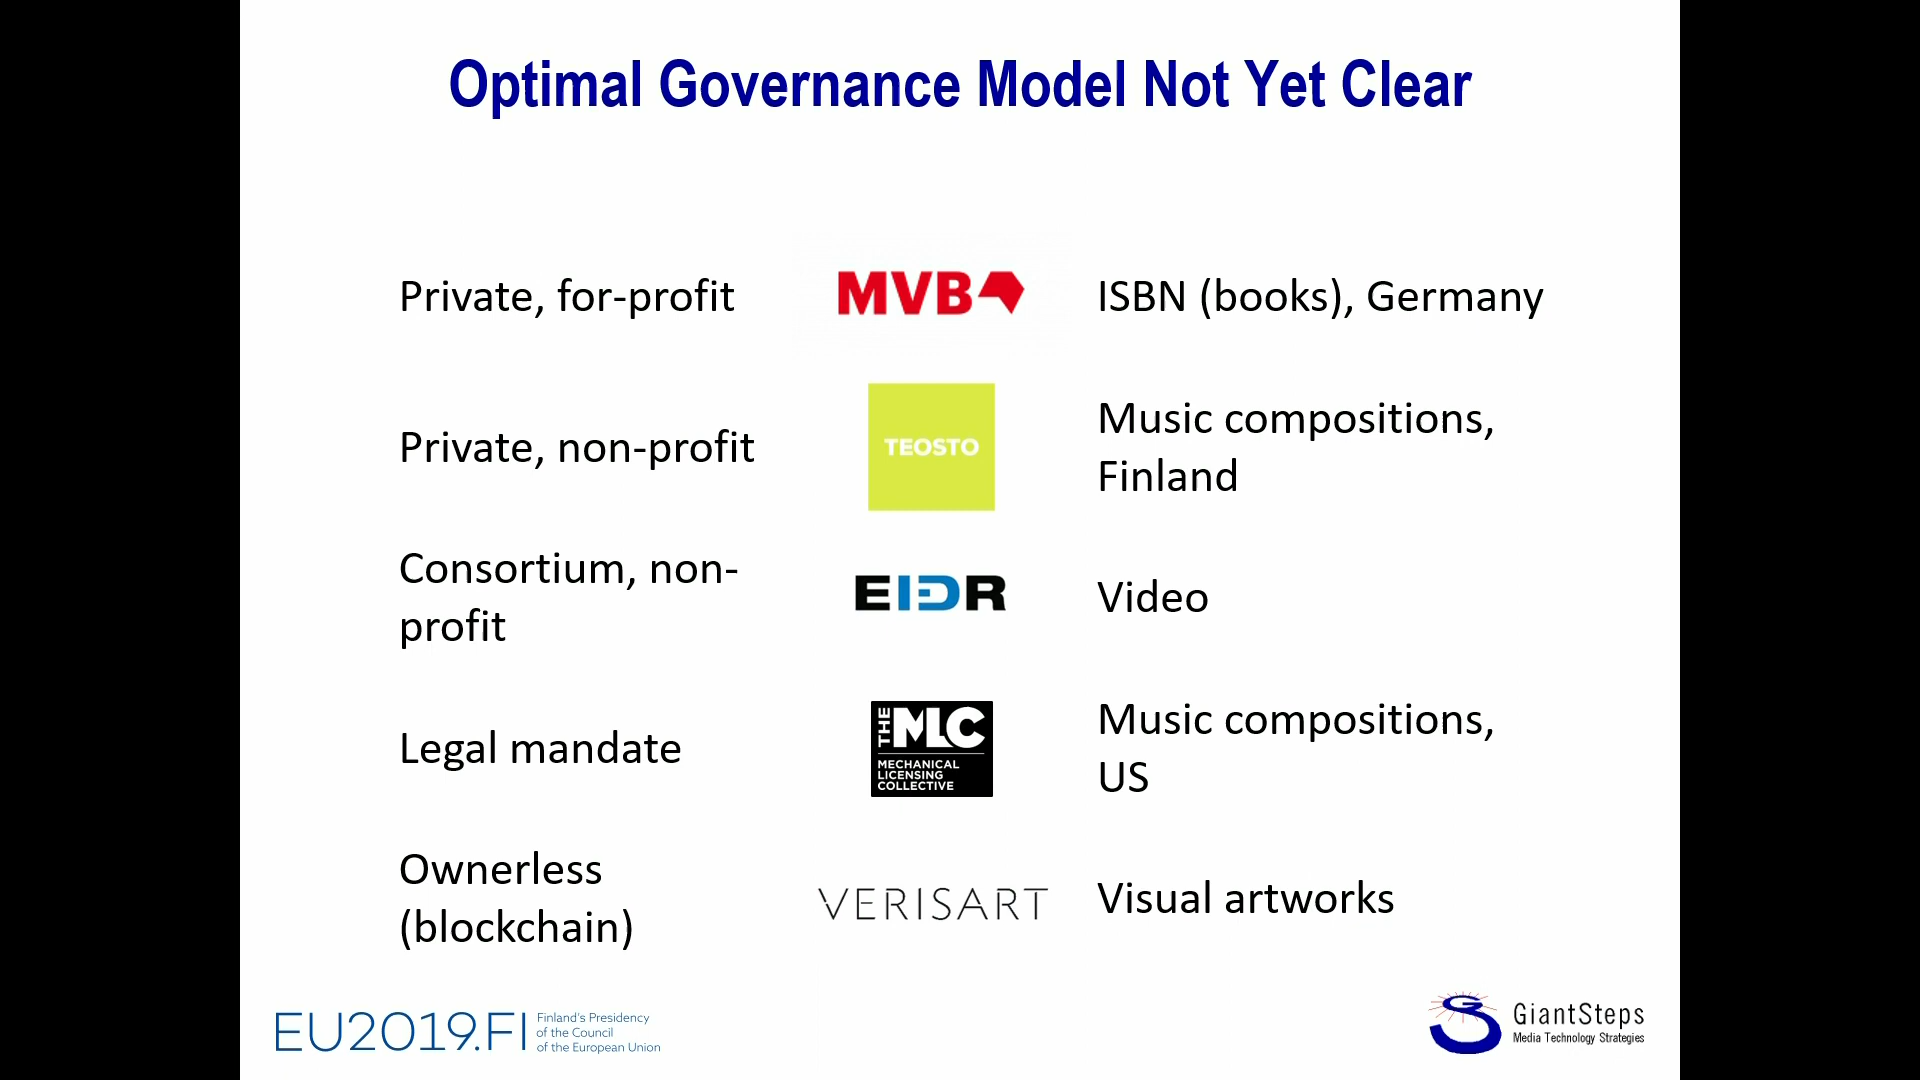 Optimal Governance Model Not Yet Clear
Private, for-profit
MVB
ISBN (books), Germany
Private, non-profit
TEOSTO
Music compositions,
Finland
Consortium, non-
profit
EIDR
Video
Legal mandate
THE MLC
MECHANICAL
LICENSING
COLLECTIVE
Music compositions,
US
Ownerless
(blockchain)
VERISART
Visual artworks
EU2019.FI
Finland's Presidency
of the Council
of the European Union
GiantSteps
Media Technology Strategies